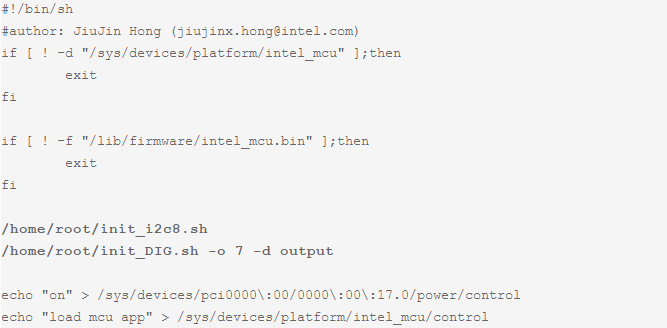 #!/bin/sh
#author: JiuJin Hong (jiujinx.hong@intel.com)
if [ ! -d "/sys/devices/platform/intel_mcu" ];then
        exit
fi

if [ ! -f "/lib/firmware/intel_mcu.bin" ];then
        exit
fi

/home/root/init_i2c8.sh
/home/root/init_DIG.sh -o 7 -d output

echo "on" > /sys/devices/pci0000\:00/0000\:00\:17.0/power/control
echo "load mcu app" > /sys/devices/platform/intel_mcu/control